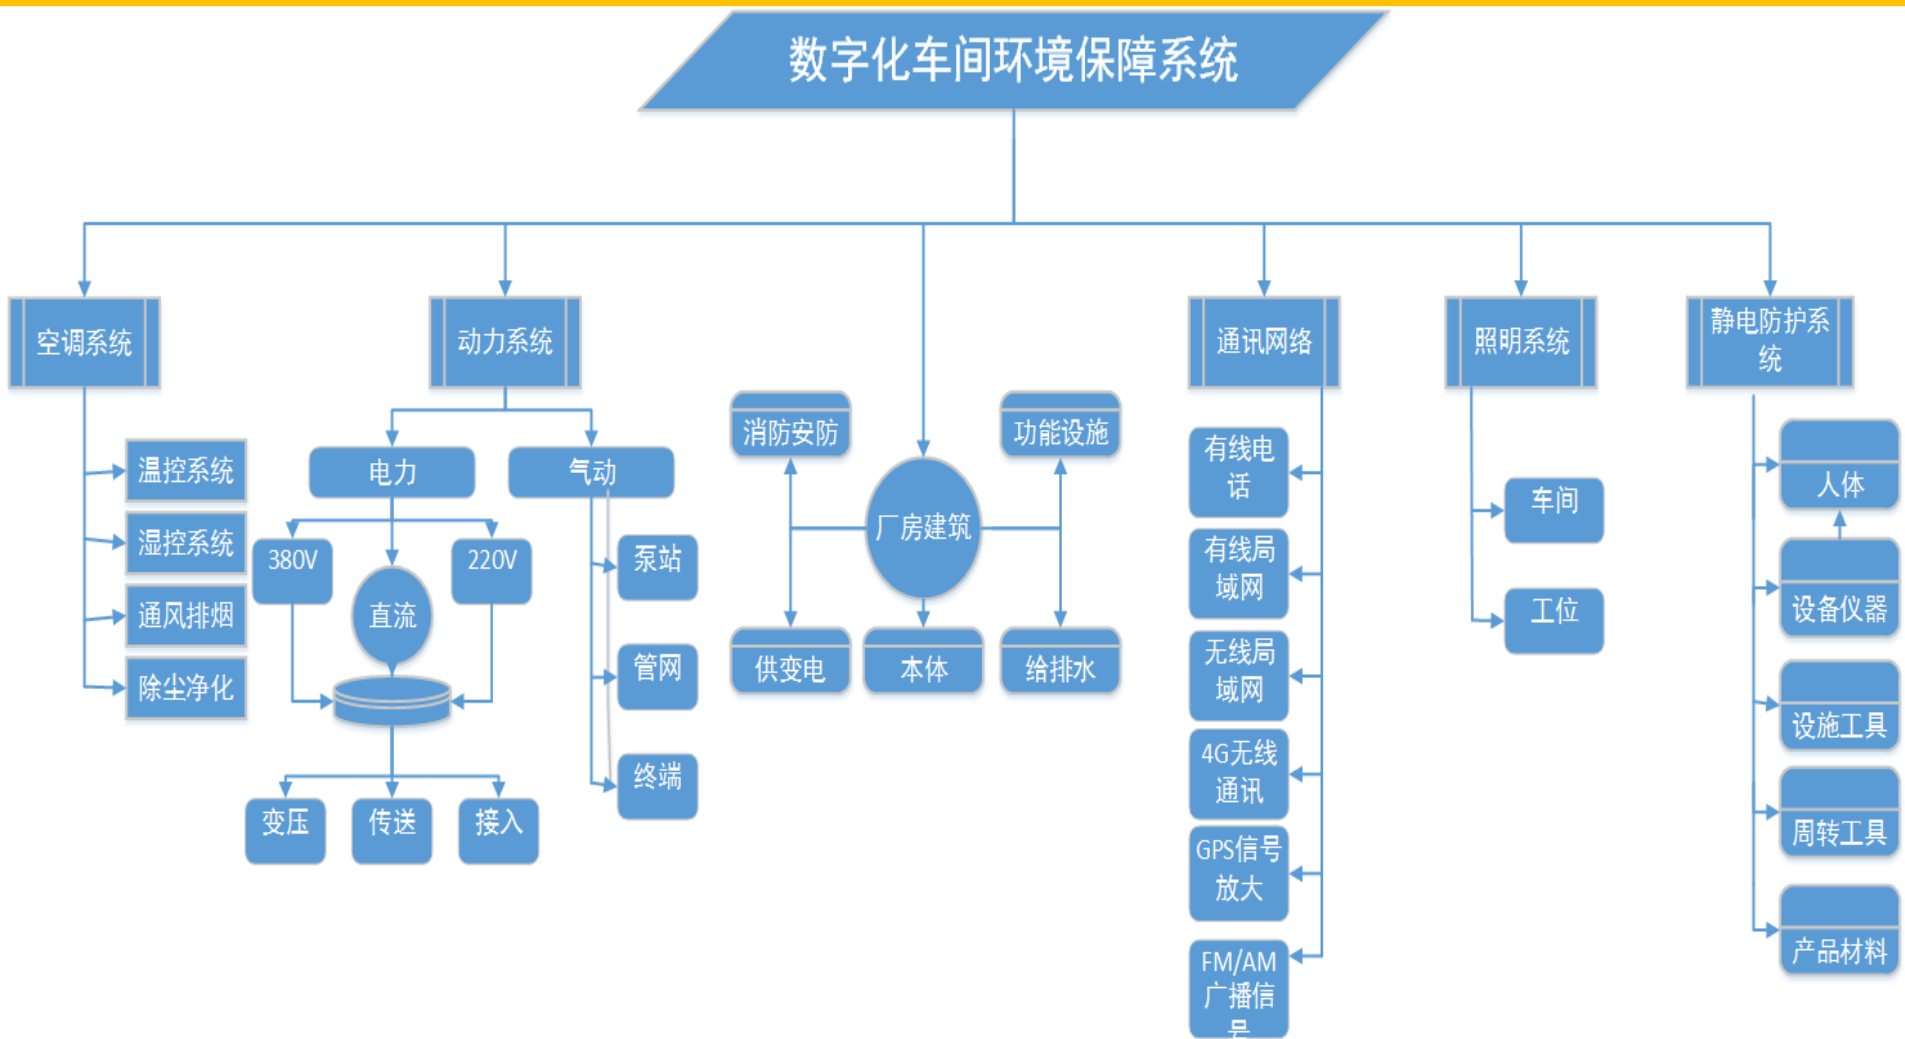 数字化车间环境保障系统
空调系统
温控系统
湿控系统
通风排烟
除尘净化
动力系统
电力
380V
直流
220V
变压
传送
接入
气动
泵站
管网
终端
消防安防
功能设施
厂房建筑
供变电
本体
给排水
通讯网络
有线电
话
有线局
域网
无线局
域网
4G无线
通讯
GPS信号
放大
FM/AM
广播信
号
照明系统
车间
工位
静电防护系
统
人体
设备仪器
设施工具
周转工具
产品材料